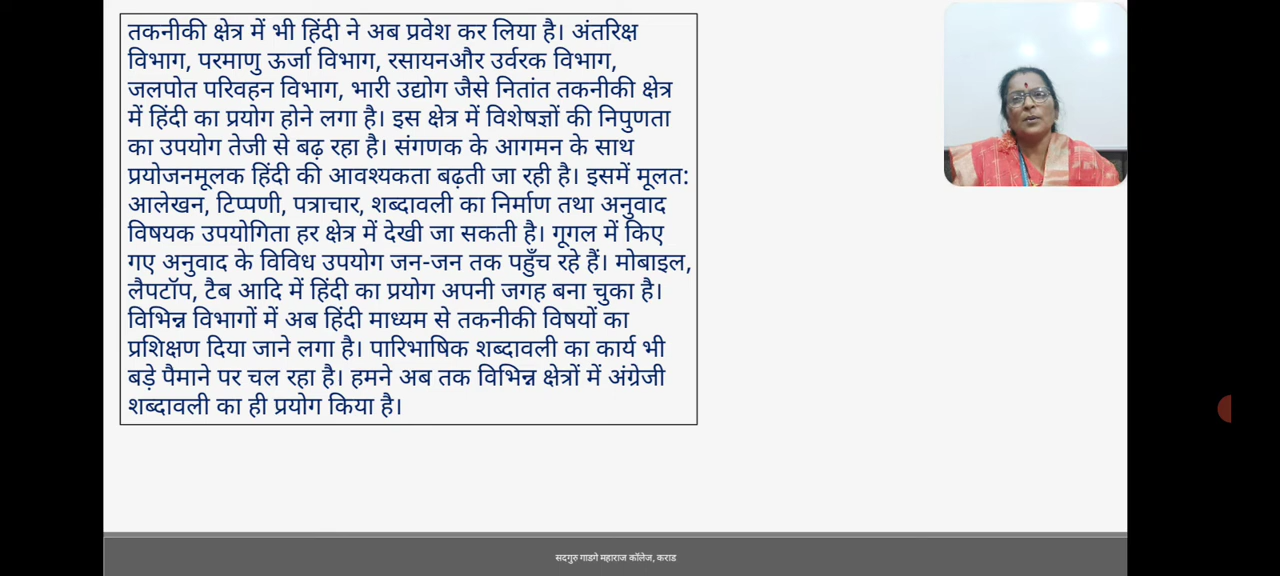 तकनीकी क्षेत्र में भी हिंदी ने अब प्रवेश कर लिया है। अंतरिक्ष
विभाग, परमाणु ऊर्जा विभाग, रसायनऔर उर्वरक विभाग,
जलपोत परिवहन विभाग, भारी उद्योग जैसे नितांत तकनीकी क्षेत्र
में हिंदी का प्रयोग होने लगा है। इस क्षेत्र में विशेषज्ञों की निपुणता
का उपयोग तेजी से बढ़ रहा है। संगणक के आगमन के साथ
प्रयोजनमूलक हिंदी की आवश्यकता बढ़ती जा रही है। इसमें मूलत:
आलेखन, टिप्पणी, पत्राचार, शब्दावली का निर्माण तथा अनुवाद
विषयक उपयोगिता हर क्षेत्र में देखी जा सकती है। गूगल में किए
गए अनुवाद के विविध उपयोग जन-जन तक पहुँच रहे हैं। मोबाइल,
लैपटॉप, टैब आदि में हिंदी का प्रयोग अपनी जगह बना चुका है।
विभिन्न विभागों में अब हिंदी माध्यम से तकनीकी विषयों का
प्रशिक्षण दिया जाने लगा है। पारिभाषिक शब्दावली का कार्य भी
बड़े पैमाने पर चल रहा है। हमने अब तक विभिन्न क्षेत्रों में अंग्रेजी
शब्दावली का ही प्रयोग किया है।
सदगुरु गाडगे महाराज कॉलेज, कराड